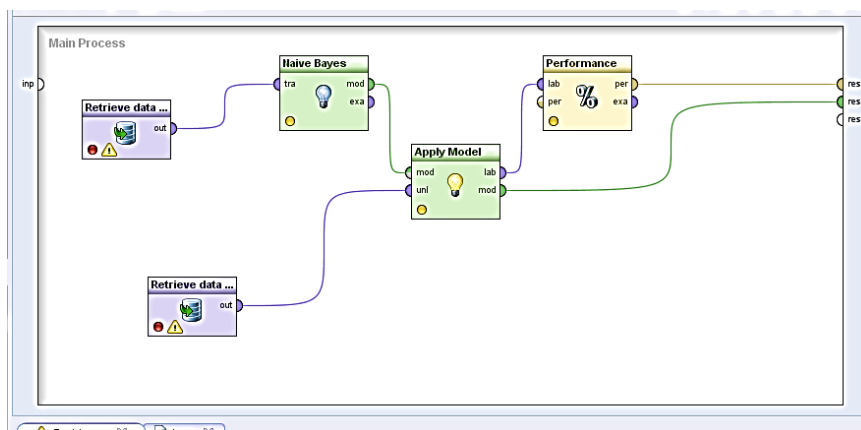 Main Process
inp
Retrieve data ...
out
Naive Bayes
tra mod
exa
Apply Model
mod lab
unl mod
Performance
lab per
per exa
%
res
res
res
Retrieve data ...
out